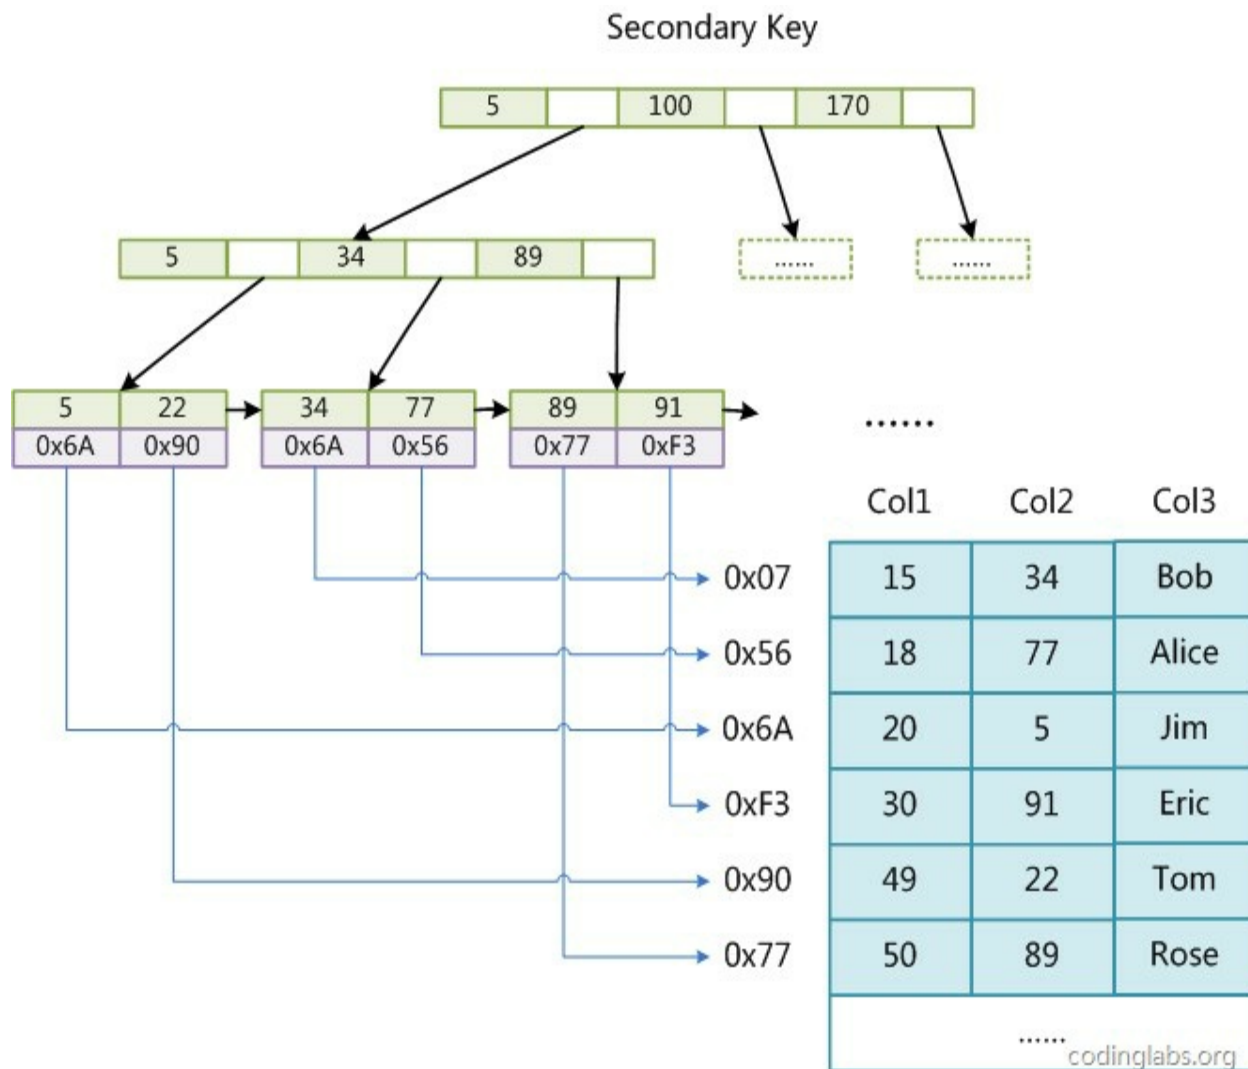 Secondary Key
5 100 170
5 34 89
...... ......
5 22 34 77 89 91
0x6A 0x90 0x6A 0x56 0x77 0xF3
......
Col1 Col2 Col3
0x07 15 34 Bob
0x56 18 77 Alice
0x6A 20 5 Jim
0xF3 30 91 Eric
0x90 49 22 Tom
0x77 50 89 Rose
......
codinglabs.org